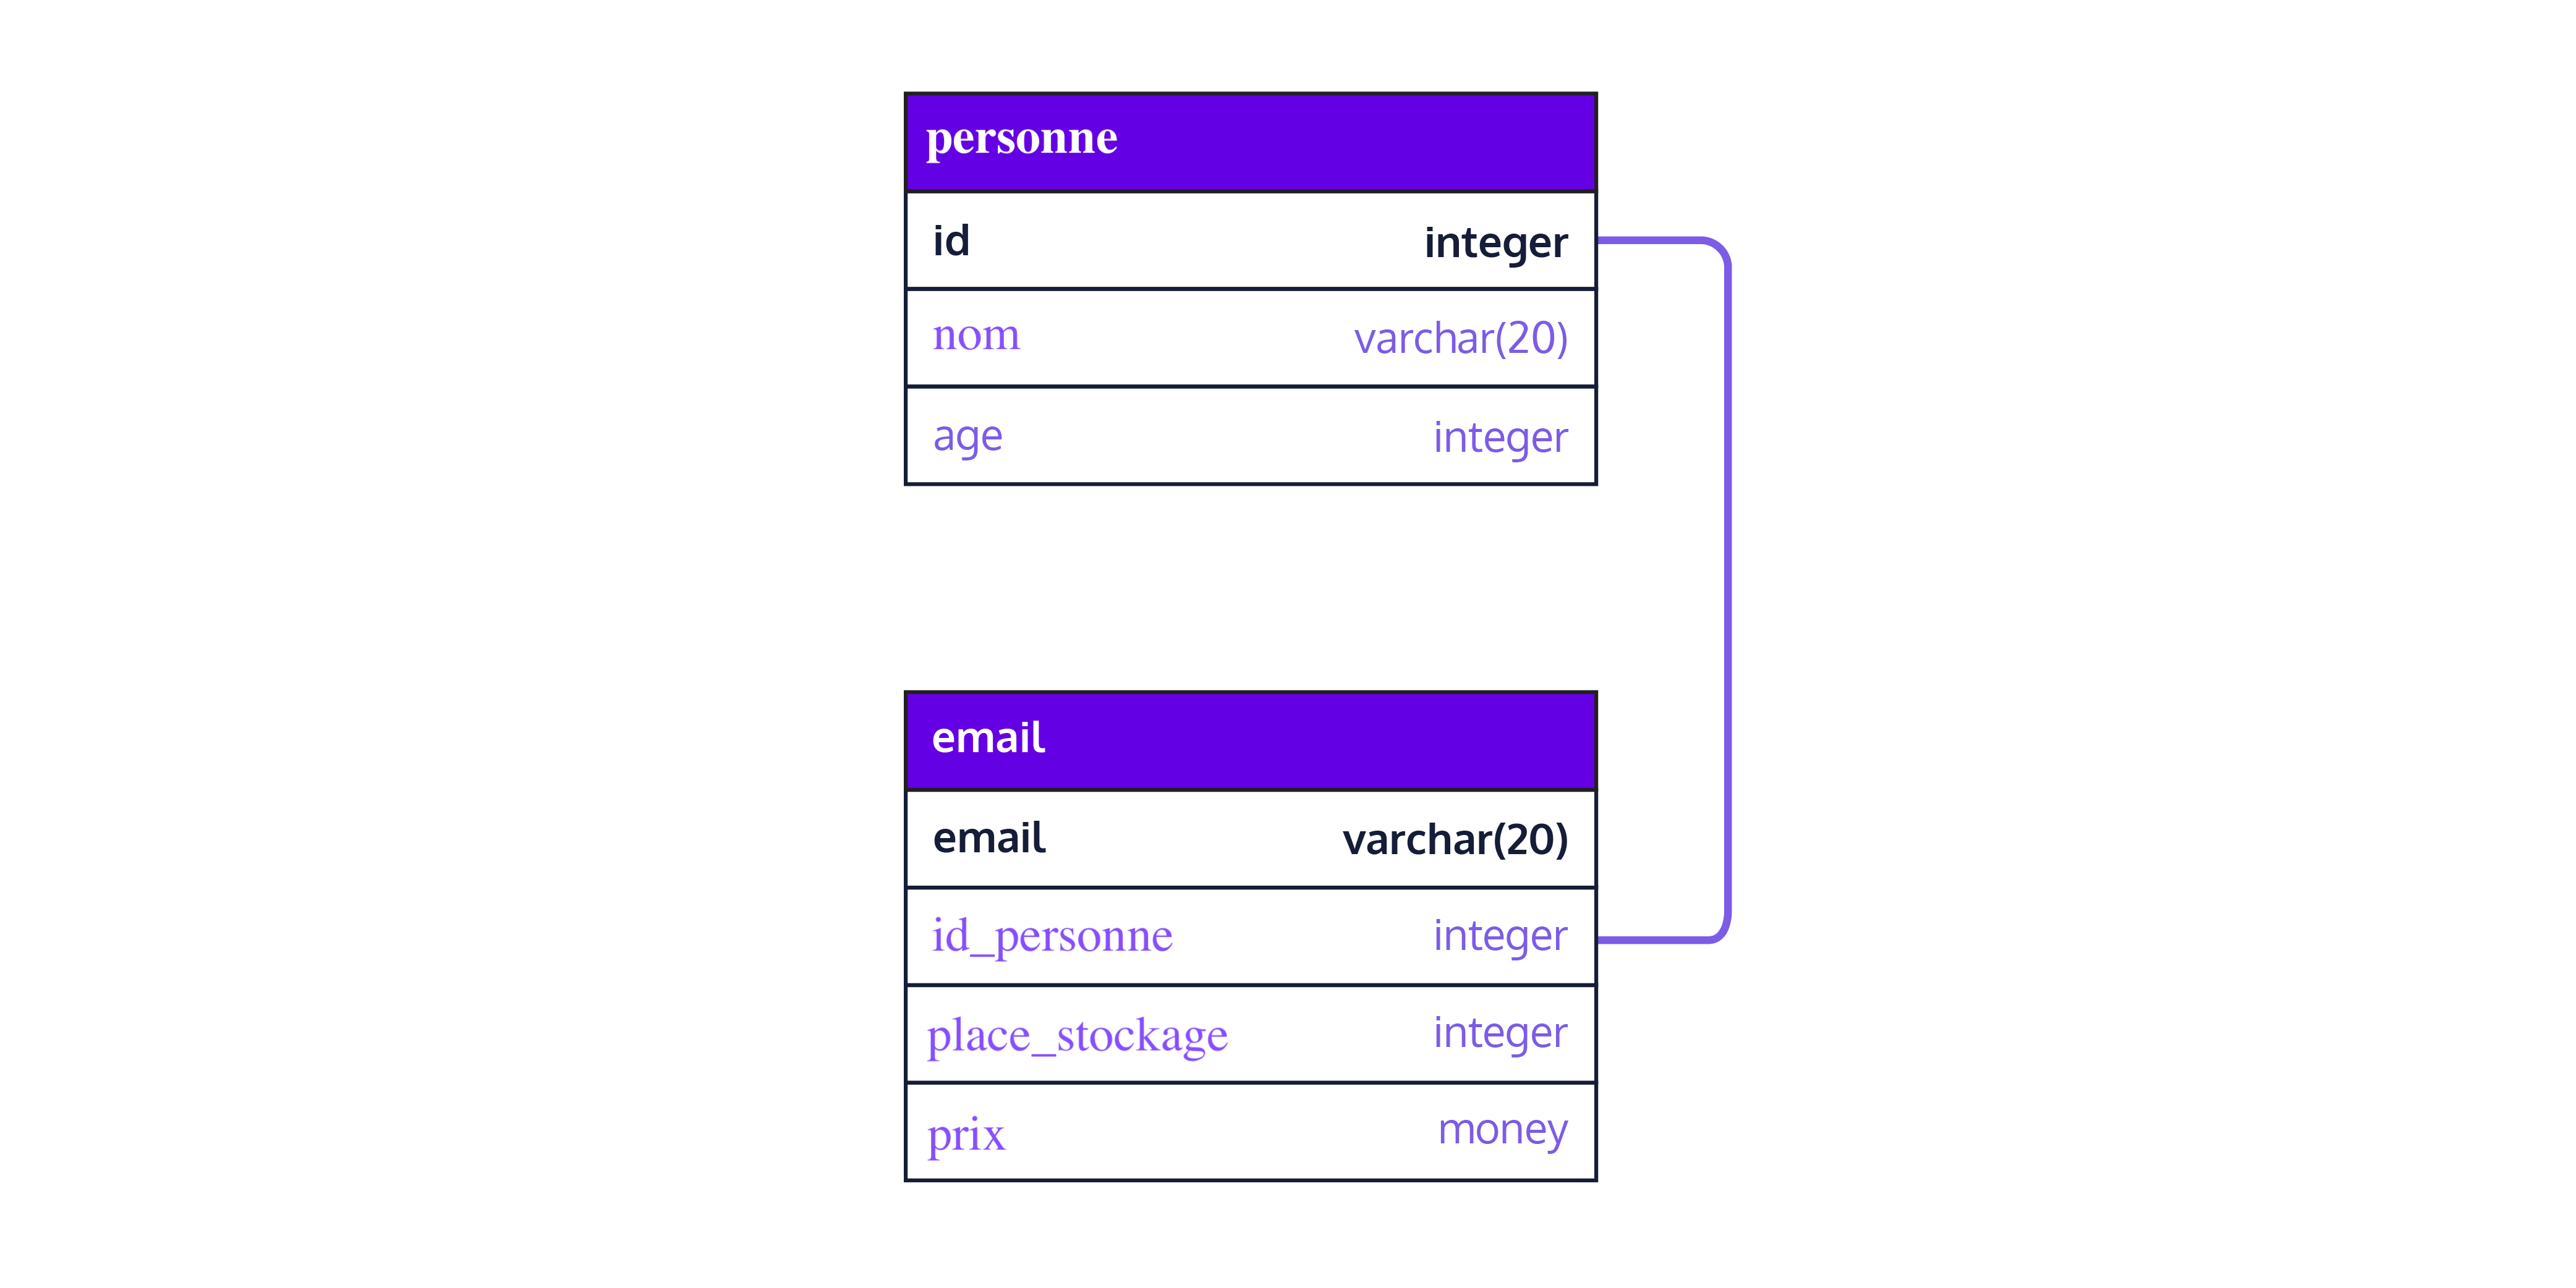 personne
id integer
nom varchar(20)
age integer
email
email varchar(20)
id_personne integer
place_stockage integer
prix money